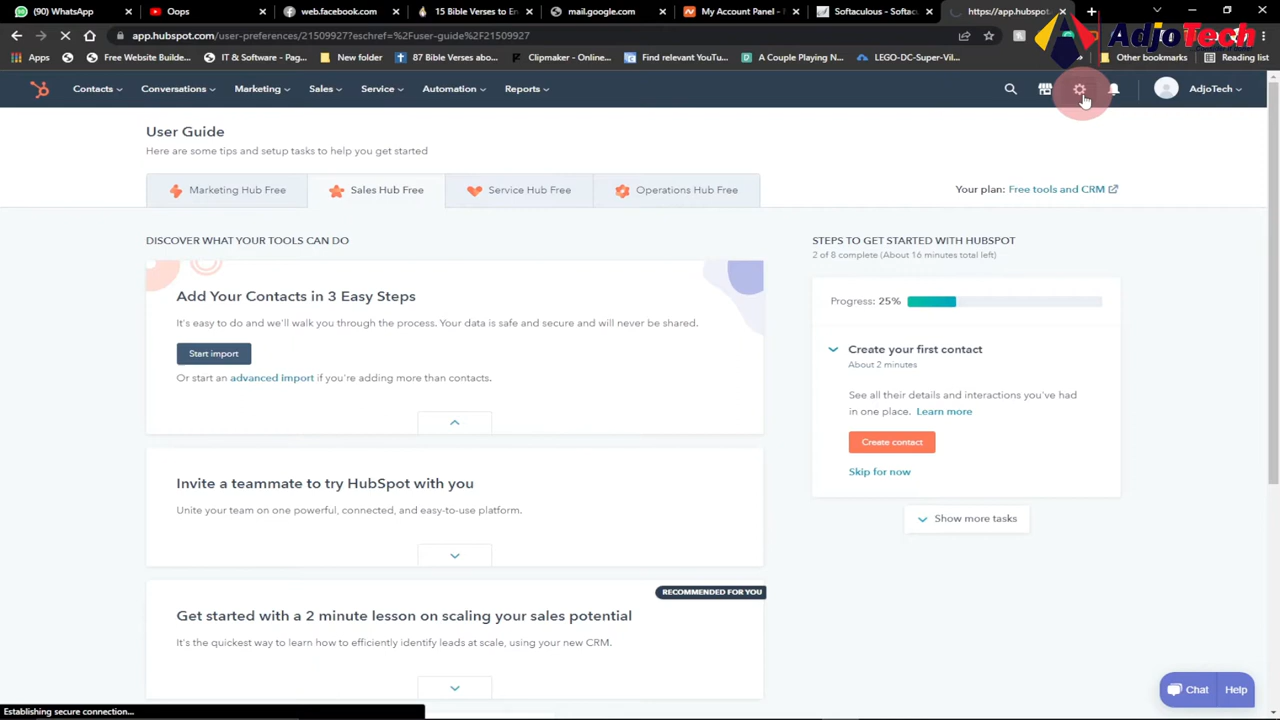 (90) WhatsApp
Oops
web.facebook.com
15 Bible Verses to En
mail.google.com
My Account Panel -
Softaculous - Softac
https://app.hubspot.
app.hubspot.com/user-preferences/21509927?eschref=%2Fuser-guide%2F21509927
AdjoTech
Apps
Free Website Builde...
IT & Software - Pag...
New folder
87 Bible Verses abo...
Dfymaker - Online...
A Couple Playing N...
LEGO-DC-Super-Vil...
Other bookmarks
Reading list
Contacts
Conversations
Marketing
Sales
Service
Automation
Reports
AdjoTech
User Guide
Here are some tips and setup tasks to help you get started
Marketing Hub Free
Sales Hub Free
Service Hub Free
Operations Hub Free
Your plan: Free tools and CRM
DISCOVER WHAT YOUR TOOLS CAN DO
STEPS TO GET STARTED WITH HUBSPOT
2 of 8 complete (About 16 minutes total left)
Add Your Contacts in 3 Easy Steps
It's easy to do and we'll walk you through the process. Your data is safe and secure and will never be shared.
Start import
Or start an advanced import if you're adding more than contacts.
Progress: 25%
Create your first contact
About 2 minutes
See all their details and interactions you've had
in one place. Learn more
Create contact
Skip for now
Show more tasks
Invite a teammate to try HubSpot with you
Unite your team on one powerful, connected, and easy-to-use platform.
RECOMMENDED FOR YOU
Get started with a 2 minute lesson on scaling your sales potential
It's the quickest way to learn how to efficiently identify leads at scale, using your new CRM.
Chat
Help
Establishing secure connection...